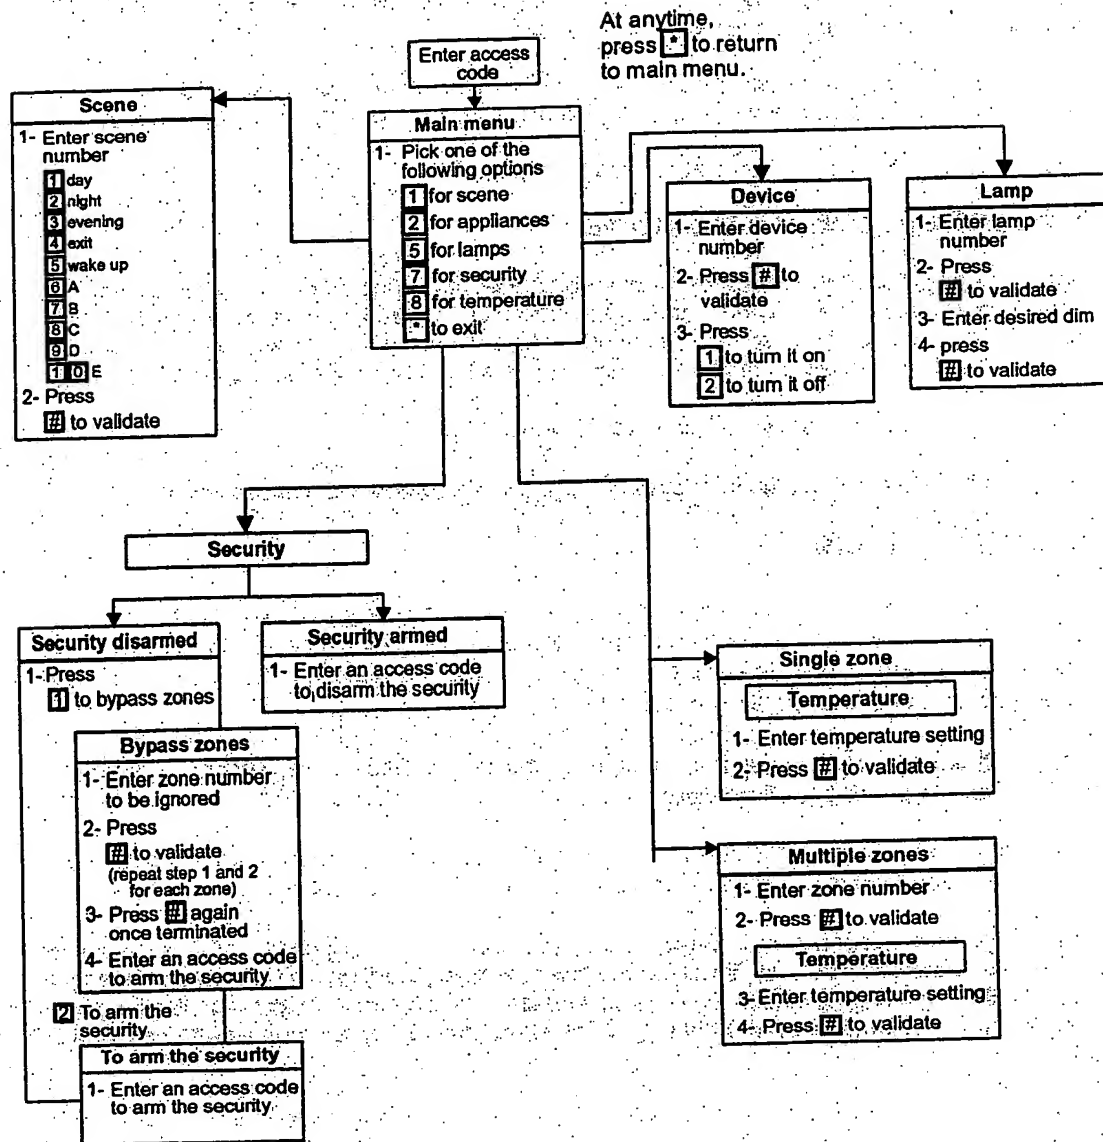 At anytime,
press * to return
to main menu.
Enter access
code
Scene
1- Enter scene
number
1 day
2 night
3 evening
4 exit
5 wake up
6 A
7 B
8 C
9 D
1 0 E
2- Press
# to validate
Main menu
1- Pick one of the
following options
1 for scene
2 for appliances
5 for lamps
7 for security
8 for temperature
* to exit
Device
1- Enter device
number
2- Press # to
validate
3- Press
1 to turn it on
2 to turn it off
Lamp
1- Enter lamp
number
2- Press
# to validate
3- Enter desired dim
4- press
# to validate
Security
Security disarmed
1- Press
1 to bypass zones
Security armed
1- Enter an access code
to disarm the security
Bypass zones
1- Enter zone number
to be ignored
2- Press
# to validate
(repeat step 1 and 2
for each zone)
3- Press # again
once terminated
4- Enter an access code
to arm the security
2 To arm the
security
To arm the security
1- Enter an access code
to arm the security
Single zone
Temperature
1- Enter temperature setting
2- Press # to validate
Multiple zones
1- Enter zone number
2- Press # to validate
Temperature
3- Enter temperature setting
4- Press # to validate